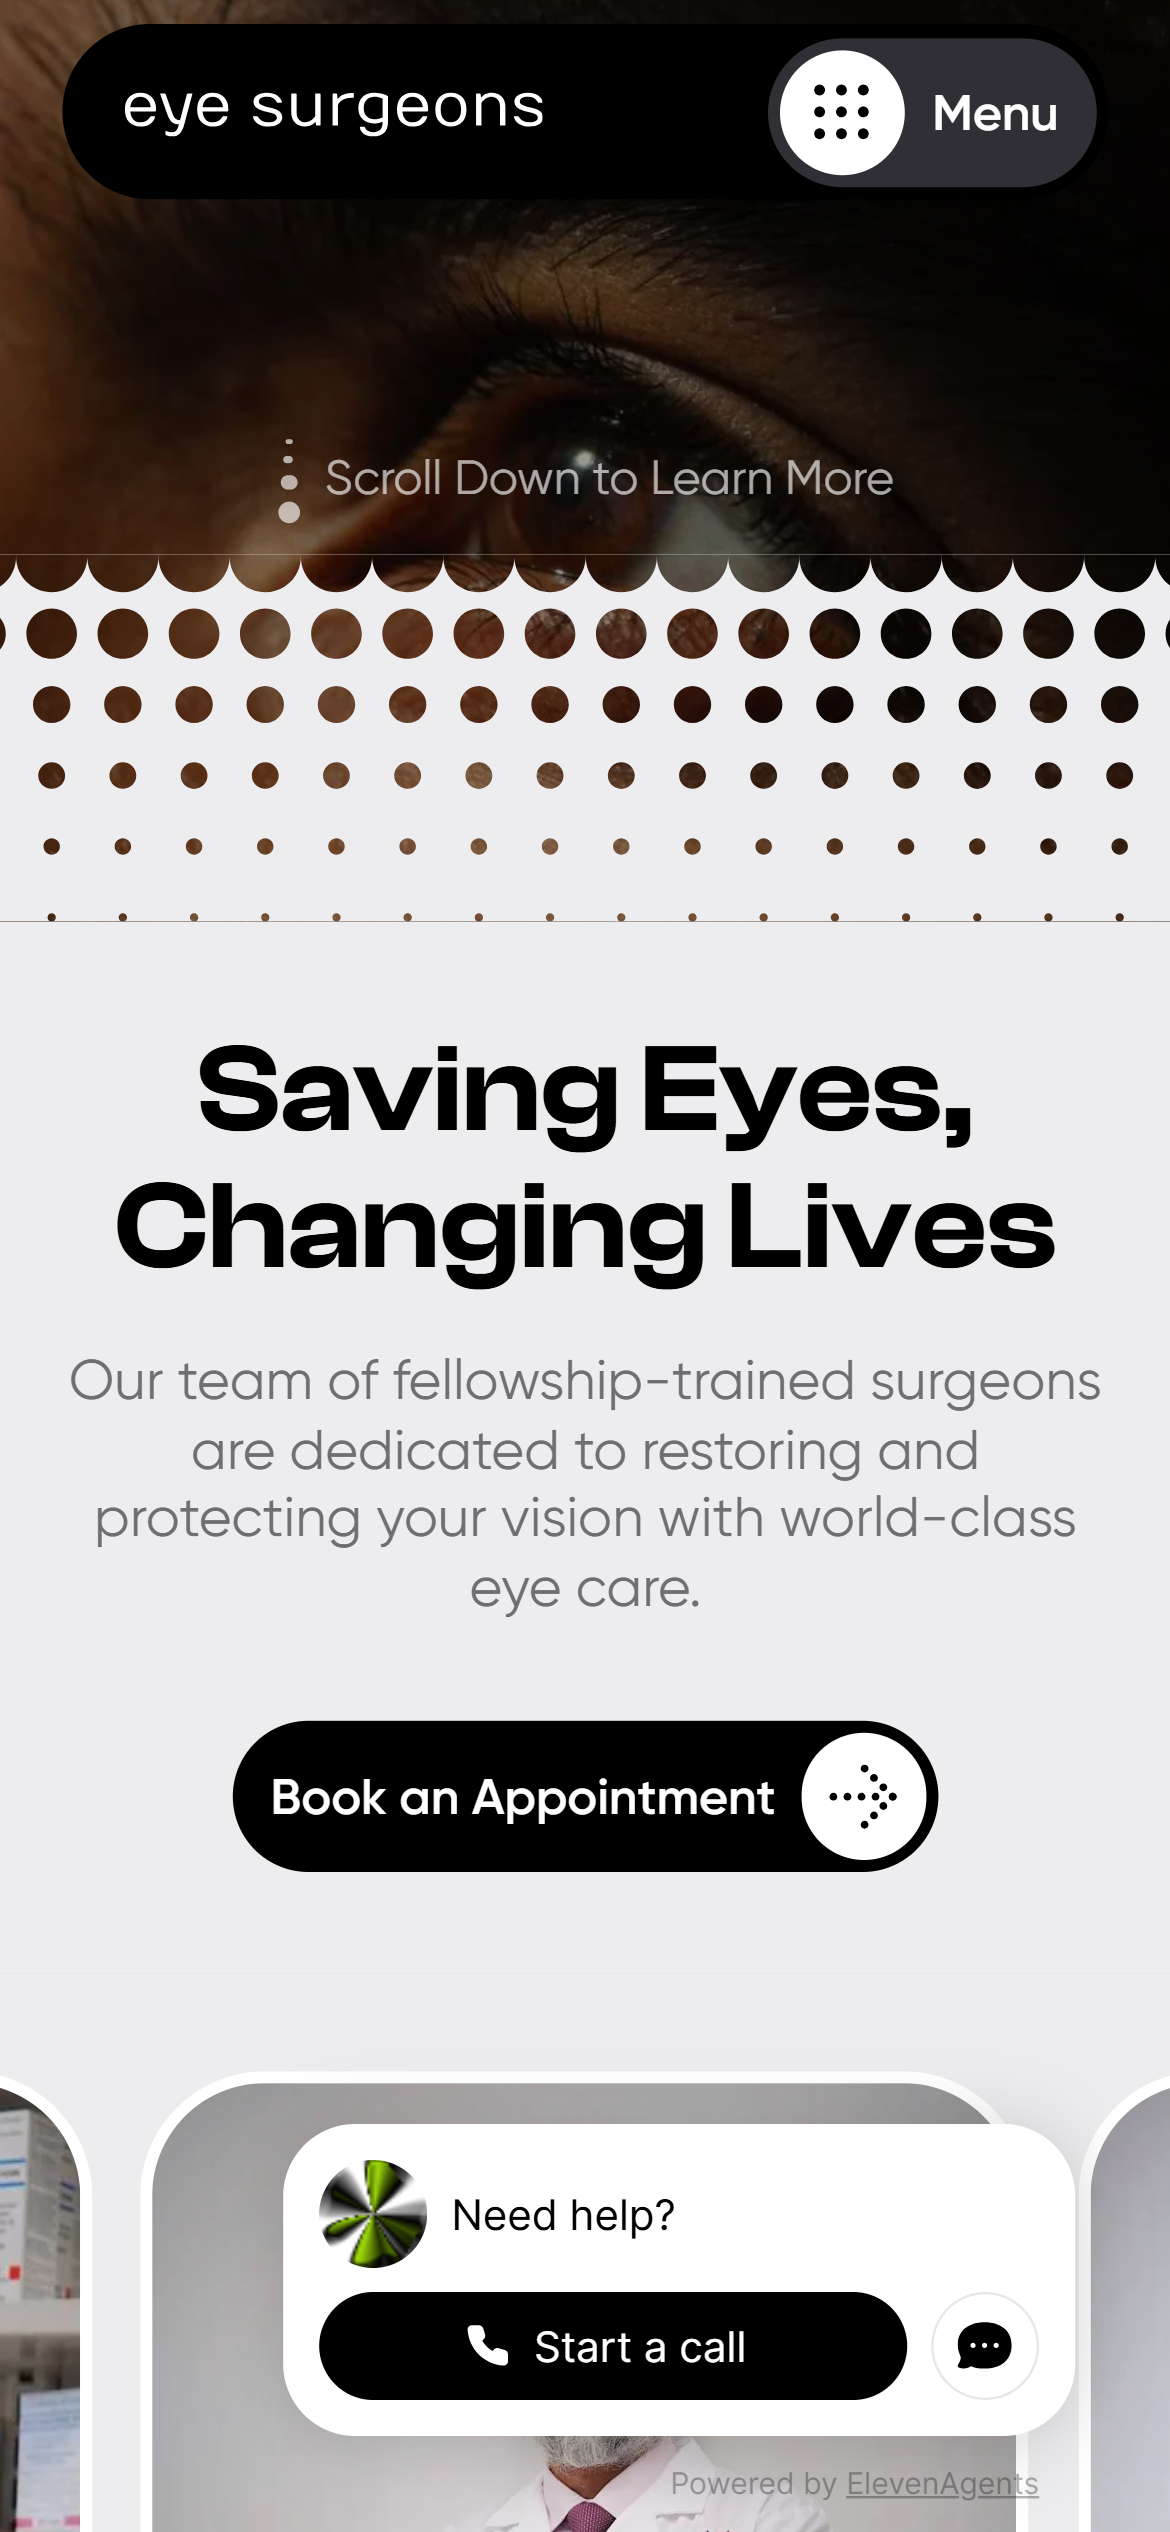 eye surgeons
Menu
Scroll Down to Learn More
Saving Eyes,
Changing Lives
Our team of fellowship-trained surgeons
are dedicated to restoring and
protecting your vision with world-class
eye care.
Book an Appointment
Need help?
Start a call
Powered by ElevenAgents